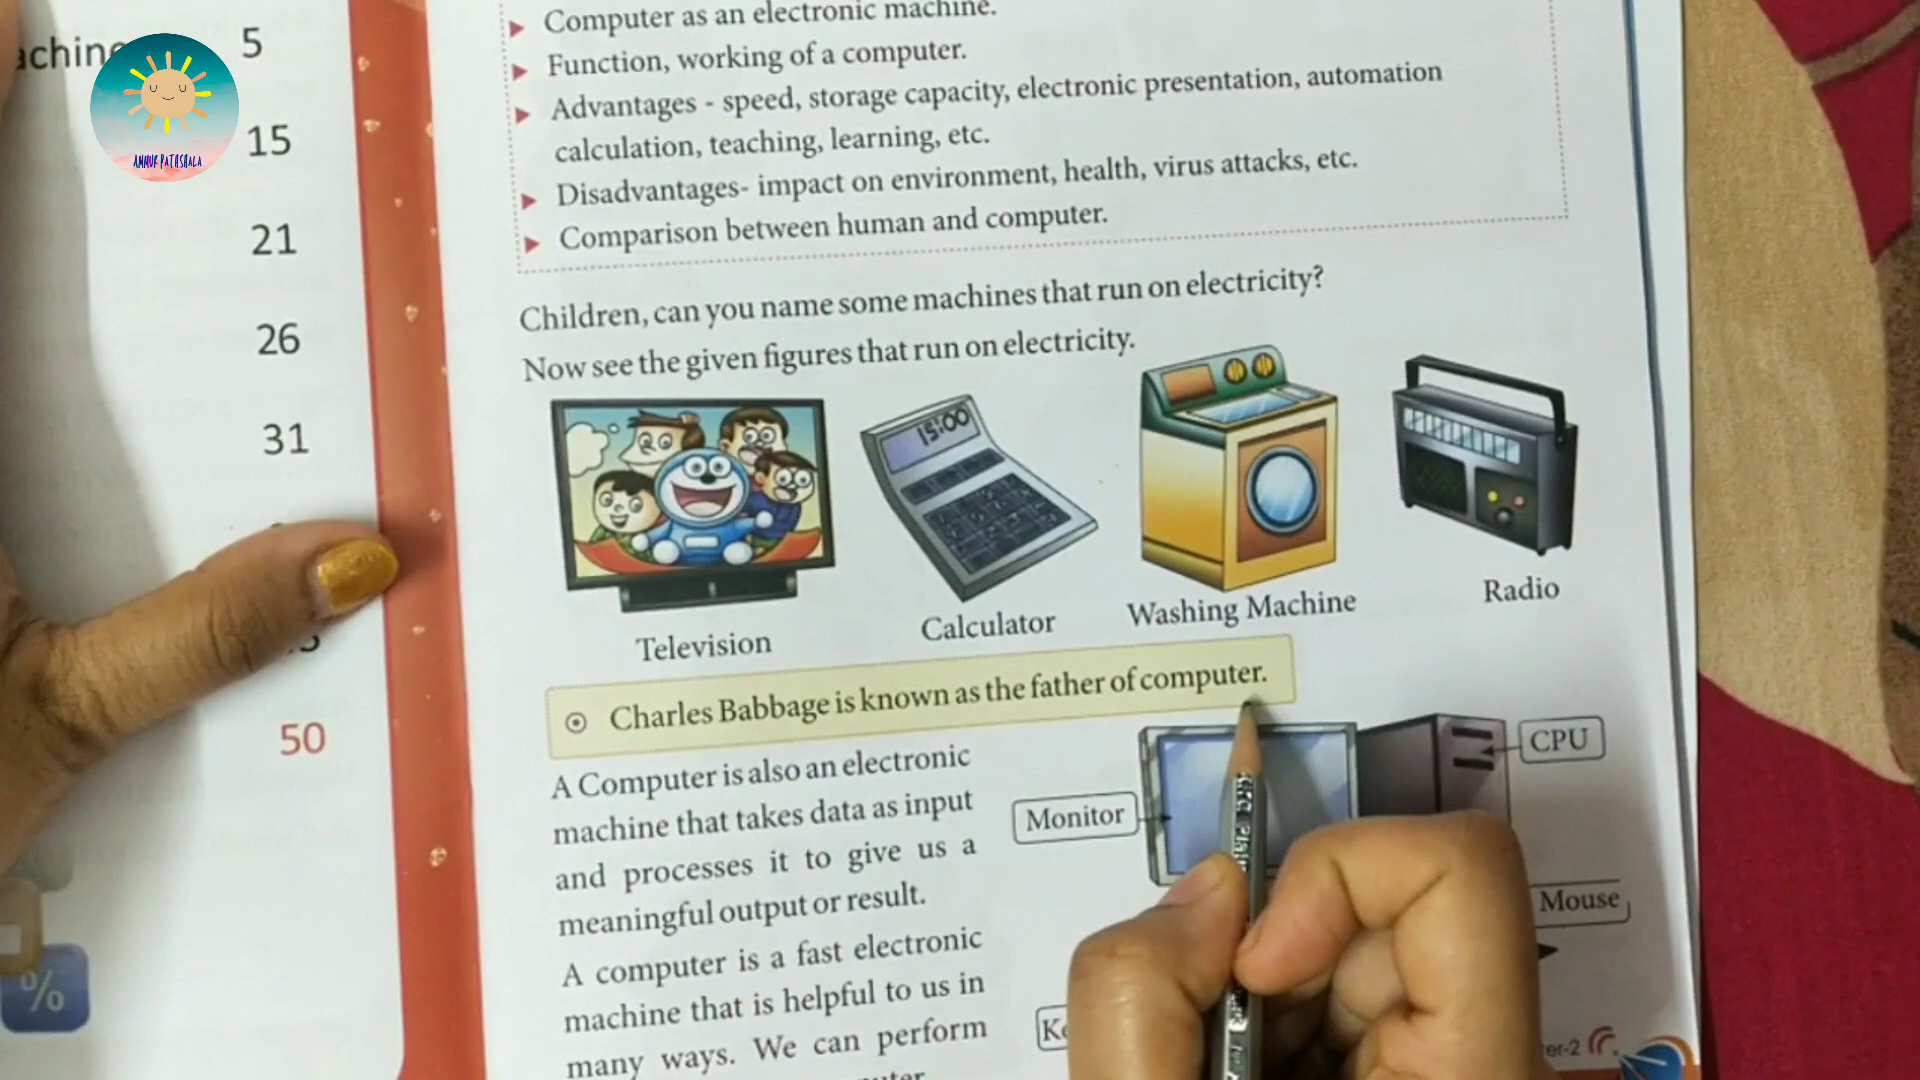 achine 5
15
21
26
31
50
%
ANNUR PATHSHALA
Computer as an electronic machine.
Function, working of a computer.
Advantages - speed, storage capacity, electronic presentation, automation
calculation, teaching, learning, etc.
Disadvantages- impact on environment, health, virus attacks, etc.
Comparison between human and computer.
Children, can you name some machines that run on electricity?
Now see the given figures that run on electricity.
15:00
Television
Calculator
Washing Machine
Radio
Charles Babbage is known as the father of computer.
A Computer is also an electronic
machine that takes data as input
and processes it to give us a
meaningful output or result.
A computer is a fast electronic
machine that is helpful to us in
many ways. We can perform
CPU
Monitor
Mouse